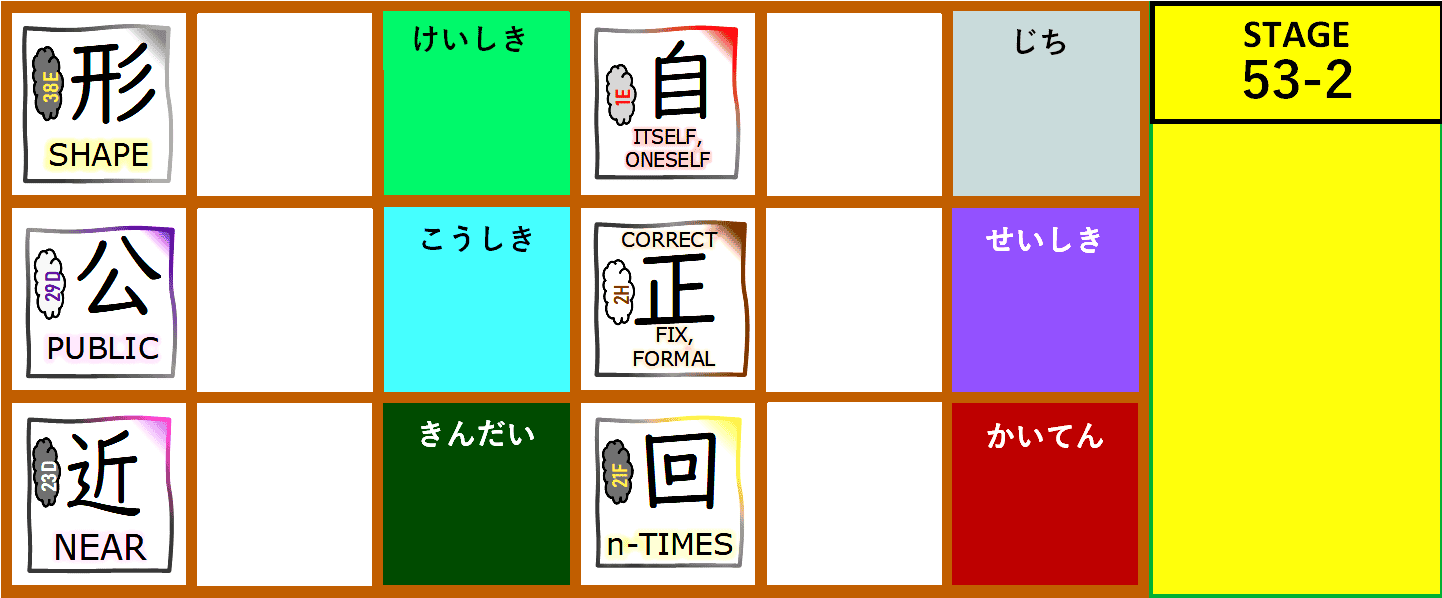 38E
形
SHAPE
けいしき
1E
自
ITSELF,
ONESELF
じち
STAGE
53-2
29D
公
PUBLIC
こうしき
CORRECT
2H
正
FIX,
FORMAL
せいしき
23D
近
NEAR
きんだい
21F
回
n-TIMES
かいてん